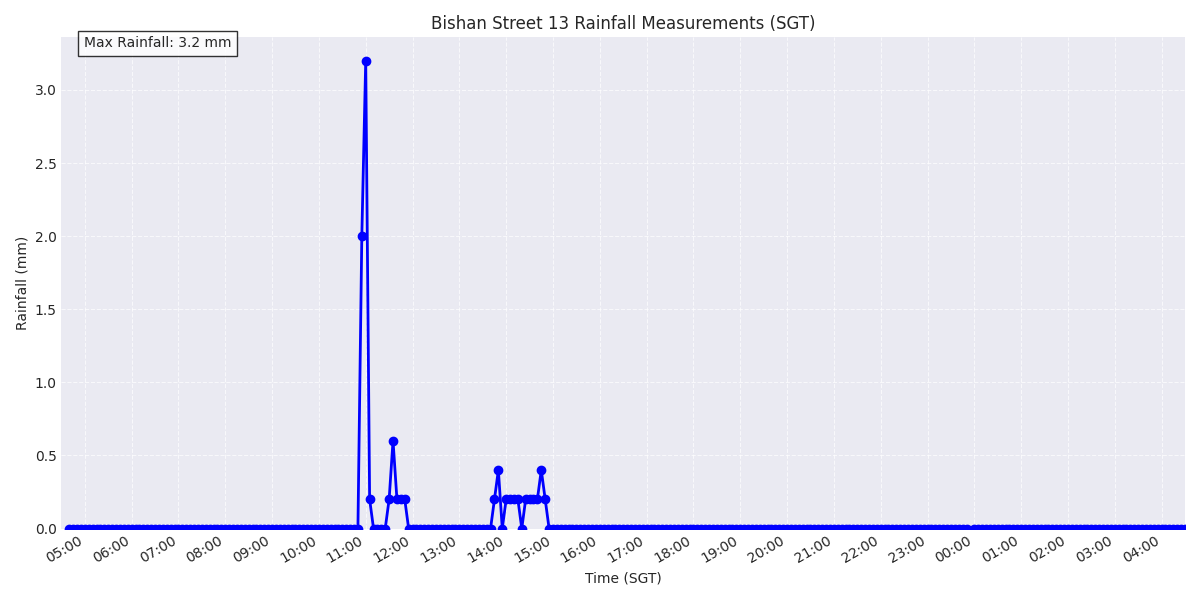 Bishan Street 13 Rainfall Measurements (SGT)
Max Rainfall: 3.2 mm
Rainfall (mm)
3.0
2.5
2.0
1.5
1.0
0.5
0.0
05:00 06:00 07:00 08:00 09:00 10:00 11:00 12:00 13:00 14:00 15:00 16:00 17:00 18:00 19:00 20:00 21:00 22:00 23:00 00:00 01:00 02:00 03:00 04:00
Time (SGT)